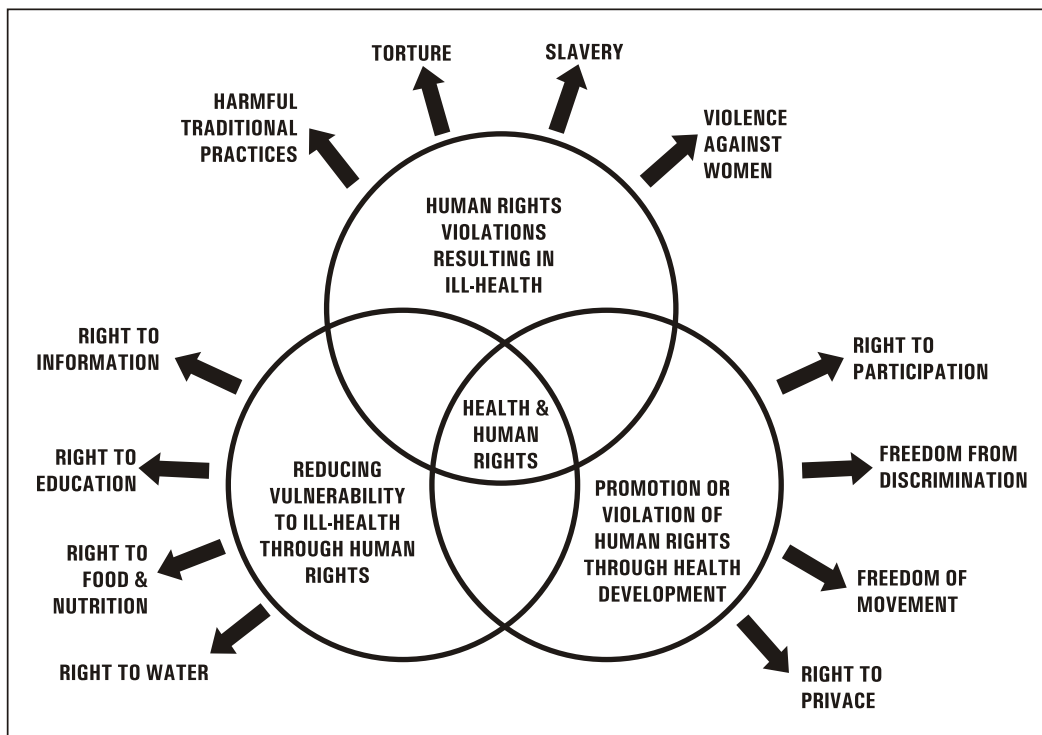 TORTURE
SLAVERY
HARMFUL
TRADITIONAL
PRACTICES
VIOLENCE
AGAINST
WOMEN
HUMAN RIGHTS
VIOLATIONS
RESULTING IN
ILL-HEALTH
RIGHT TO
INFORMATION
RIGHT TO
EDUCATION
RIGHT TO
FOOD &
NUTRITION
RIGHT TO WATER
REDUCING
VULNERABILITY
TO ILL-HEALTH
THROUGH HUMAN
RIGHTS
HEALTH &
HUMAN
RIGHTS
PROMOTION OR
VIOLATION OF
HUMAN RIGHTS
THROUGH HEALTH
DEVELOPMENT
RIGHT TO
PARTICIPATION
FREEDOM FROM
DISCRIMINATION
FREEDOM OF
MOVEMENT
RIGHT TO
PRIVACE